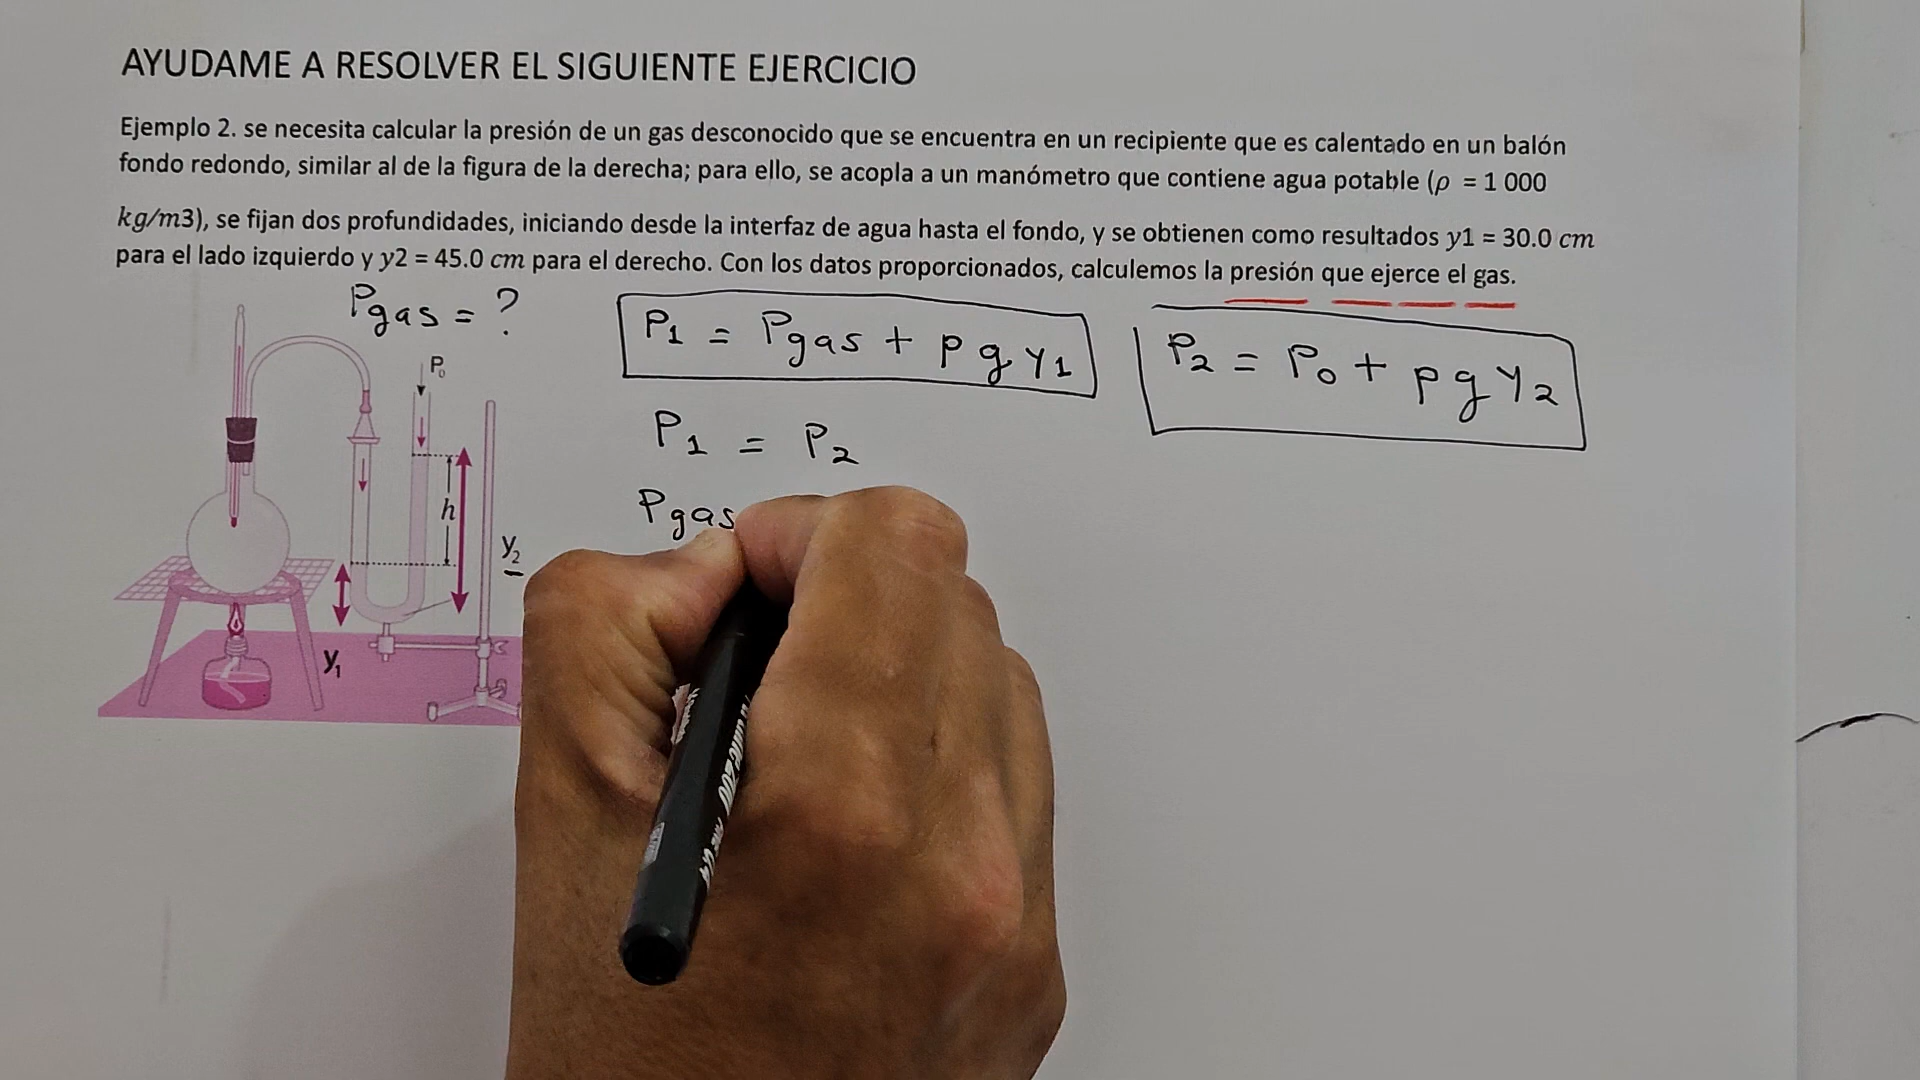 AYUDAME A RESOLVER EL SIGUIENTE EJERCICIO
Ejemplo 2. se necesita calcular la presión de un gas desconocido que se encuentra en un recipiente que es calentado en un balón
fondo redondo, similar al de la figura de la derecha; para ello, se acopla a un manómetro que contiene agua potable (ρ = 1 000
kg/m3), se fijan dos profundidades, iniciando desde la interfaz de agua hasta el fondo, y se obtienen como resultados y1 = 30.0 cm
para el lado izquierdo y y2 = 45.0 cm para el derecho. Con los datos proporcionados, calculemos la presión que ejerce el gas.
Pgas = ?
P₁ = Pgas + ρ g y₁
P₂ = P₀ + ρ g y₂
P₀
P₁ = P₂
h
Pgas
y₂
y₁